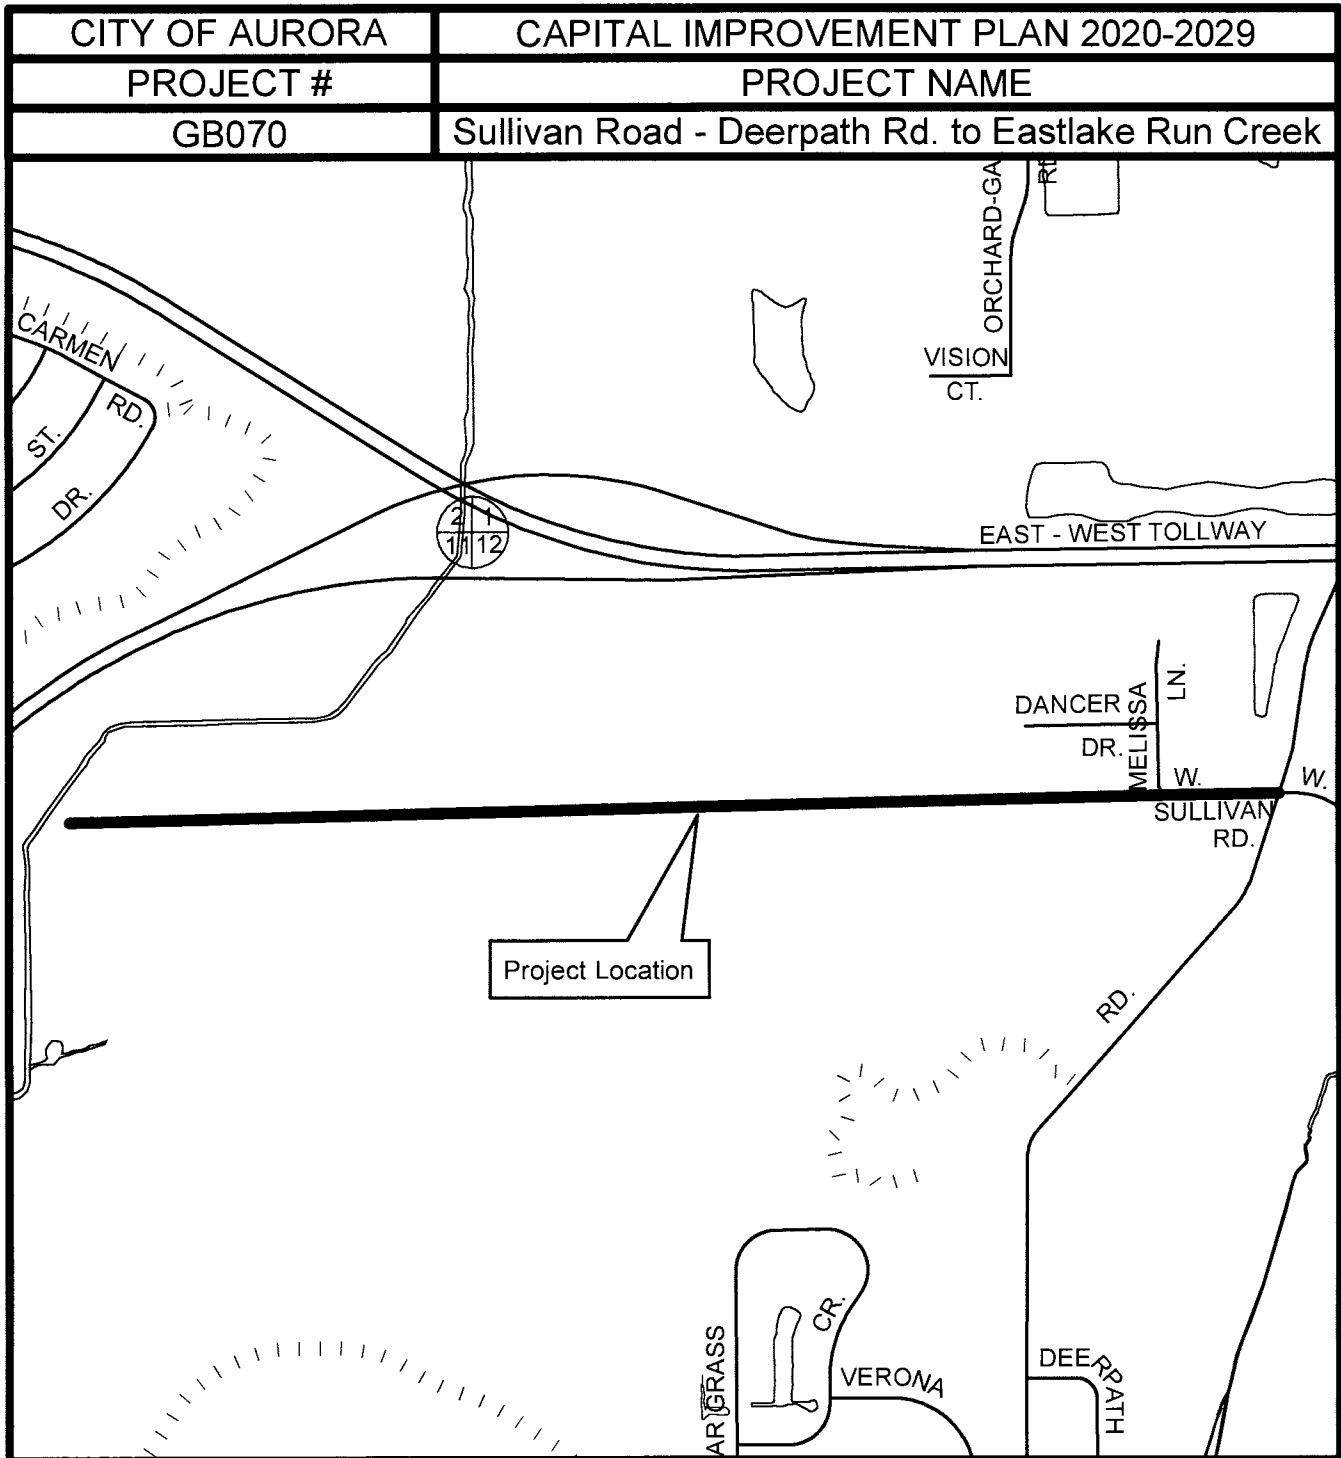 CITY OF AURORA
CAPITAL IMPROVEMENT PLAN 2020-2029
PROJECT #
PROJECT NAME
GB070
Sullivan Road - Deerpath Rd. to Eastlake Run Creek
ORCHARD-GA
RD
CARMEN
RD.
VISION
CT.
ST.
DR.
2
1
11
12
EAST - WEST TOLLWAY
DANCER
DR.
MELISSA
LN.
W.
W.
SULLIVAN
RD.
Project Location
RD.
CR.
AR GRASS
VERONA
DEERPATH